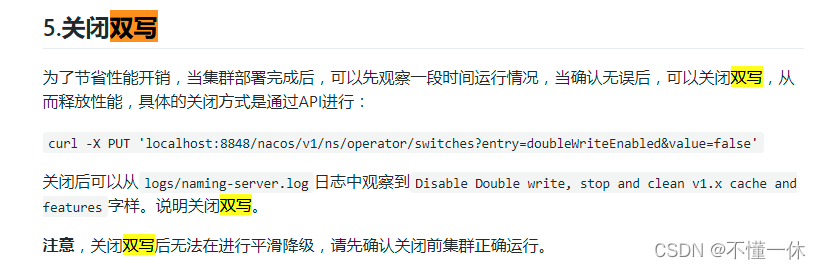 5.关闭双写
为了节省性能开销，当集群部署完成后，可以先观察一段时间运行情况，当确认无误后，可以关闭双写，从
而释放性能，具体的关闭方式是通过API进行：
curl -X PUT 'localhost:8848/nacos/v1/ns/operator/switches?entry=doubleWriteEnabled&value=false'
关闭后可以从 logs/naming-server.log 日志中观察到 Disable Double write, stop and clean v1.x cache and
features 字样。说明关闭双写。
注意，关闭双写后无法在进行平滑降级，请先确认关闭前集群正确运行。
CSDN @不懂一休